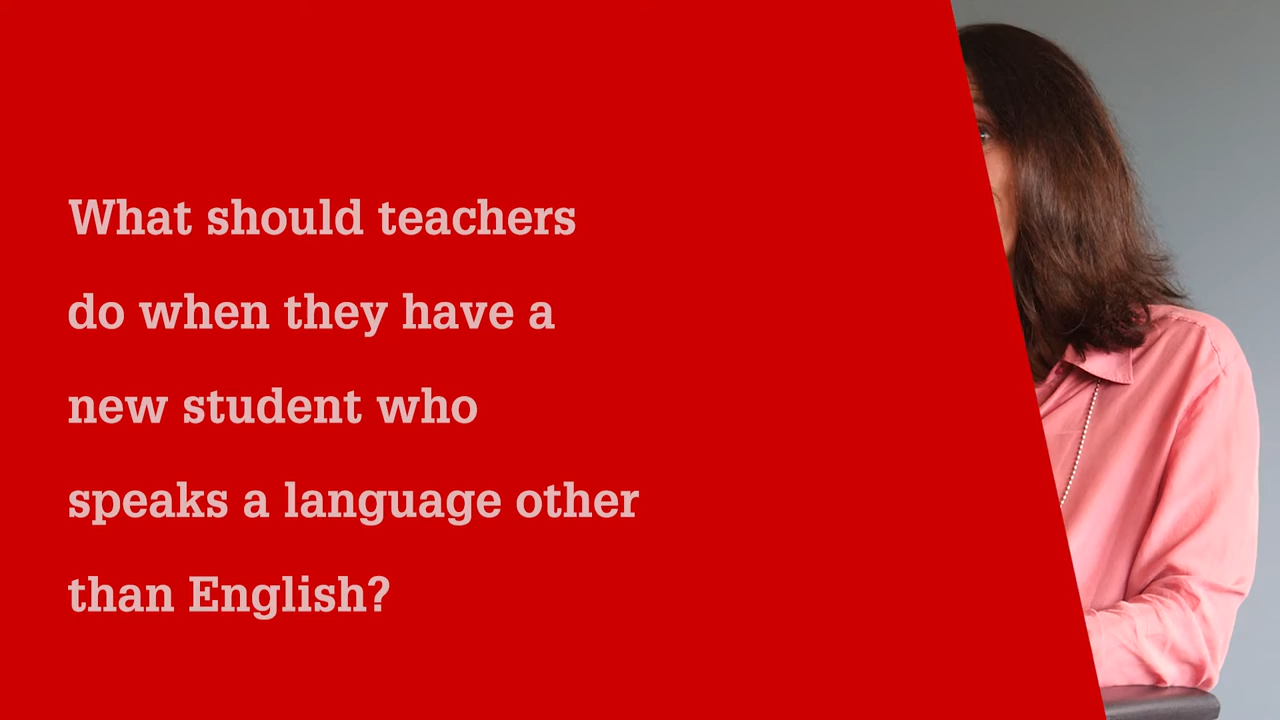 What should teachers
do when they have a
new student who
speaks a language other
than English?